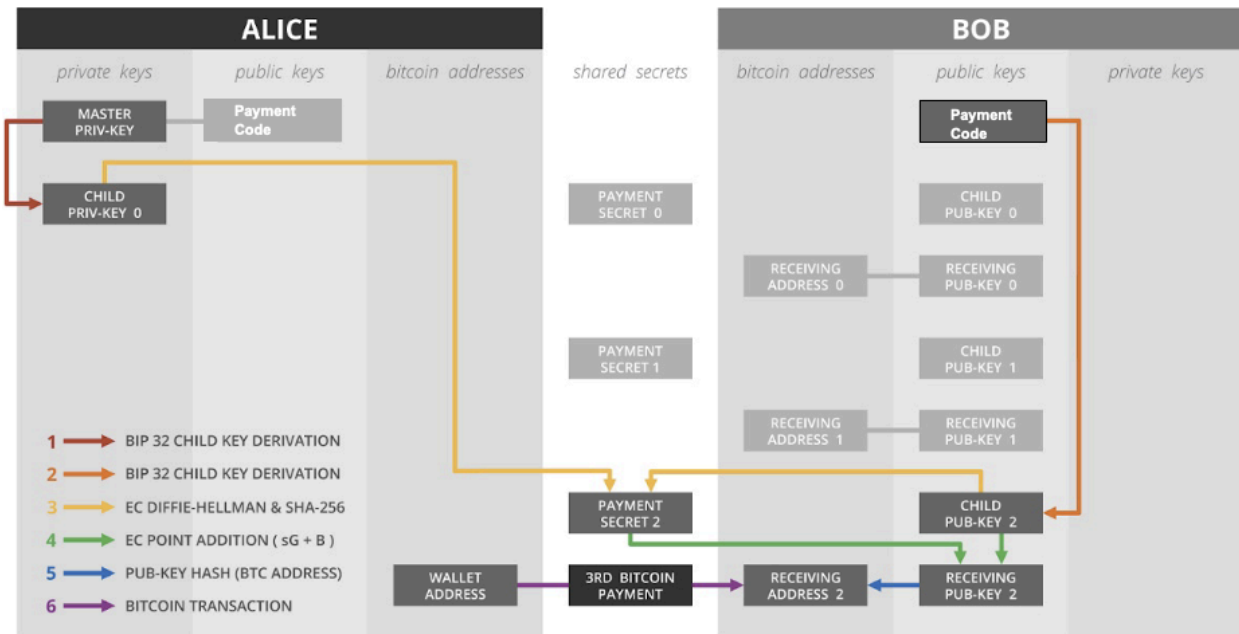 ALICE
BOB
private keys
public keys
bitcoin addresses
shared secrets
bitcoin addresses
public keys
private keys
MASTER
PRIV-KEY
Payment
Code
Payment
Code
CHILD
PRIV-KEY 0
PAYMENT
SECRET 0
CHILD
PUB-KEY 0
RECEIVING
ADDRESS 0
RECEIVING
PUB-KEY 0
PAYMENT
SECRET 1
CHILD
PUB-KEY 1
RECEIVING
ADDRESS 1
RECEIVING
PUB-KEY 1
1 BIP 32 CHILD KEY DERIVATION
2 BIP 32 CHILD KEY DERIVATION
3 EC DIFFIE-HELLMAN & SHA-256
4 EC POINT ADDITION ( sG + B )
5 PUB-KEY HASH (BTC ADDRESS)
6 BITCOIN TRANSACTION
PAYMENT
SECRET 2
CHILD
PUB-KEY 2
WALLET
ADDRESS
3RD BITCOIN
PAYMENT
RECEIVING
ADDRESS 2
RECEIVING
PUB-KEY 2